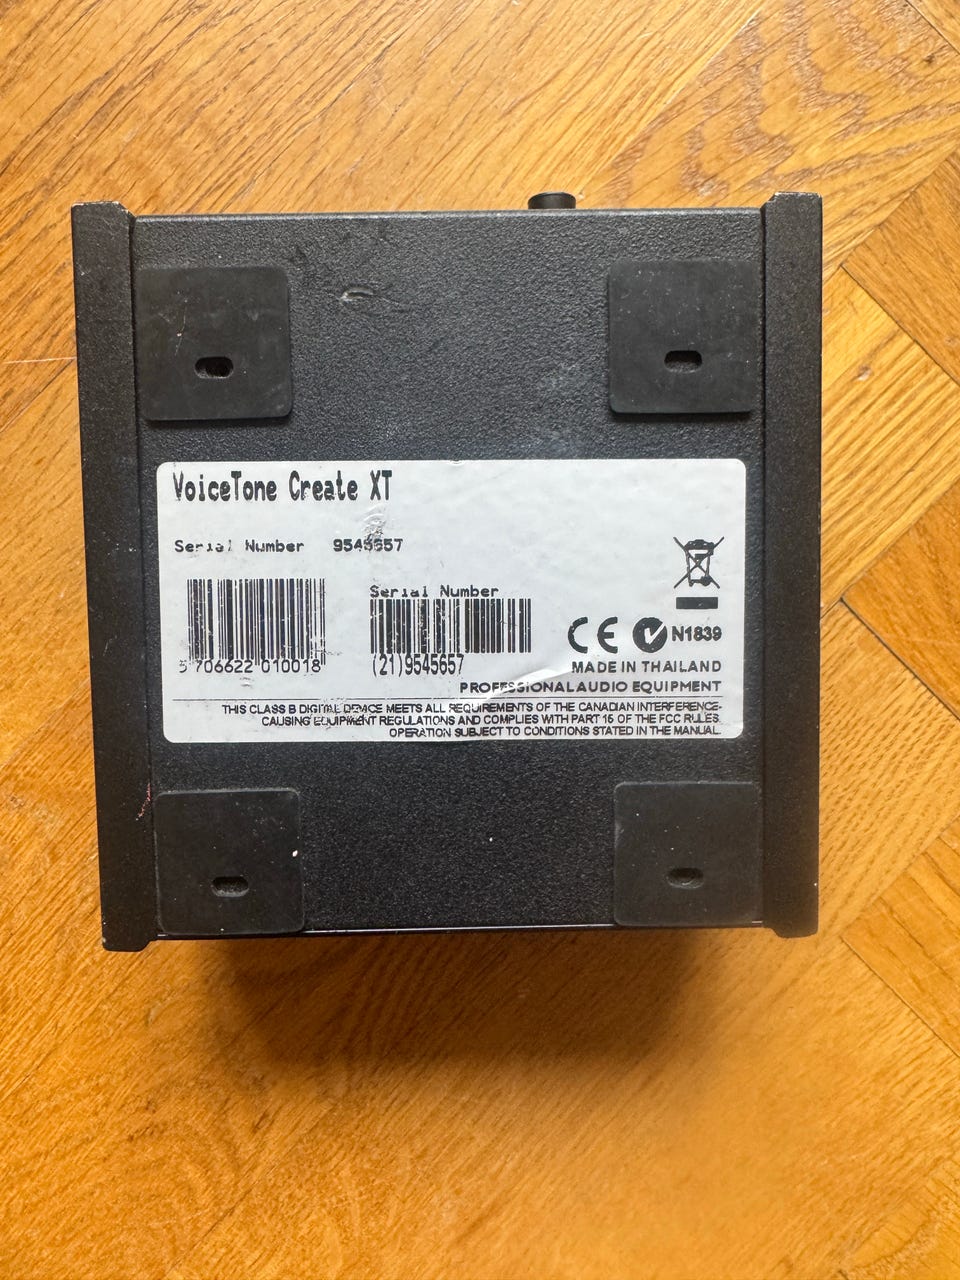 VoiceTone Create XT
Serial Number 9545657
Serial Number
5 706622 010018
(21)9545657
N1839
MADE IN THAILAND
PROFESSIONAL AUDIO EQUIPMENT
THIS CLASS B DIGITAL DEVICE MEETS ALL REQUIREMENTS OF THE CANADIAN INTERFERENCE-
CAUSING EQUIPMENT REGULATIONS AND COMPLIES WITH PART 15 OF THE FCC RULES.
OPERATION SUBJECT TO CONDITIONS STATED IN THE MANUAL.